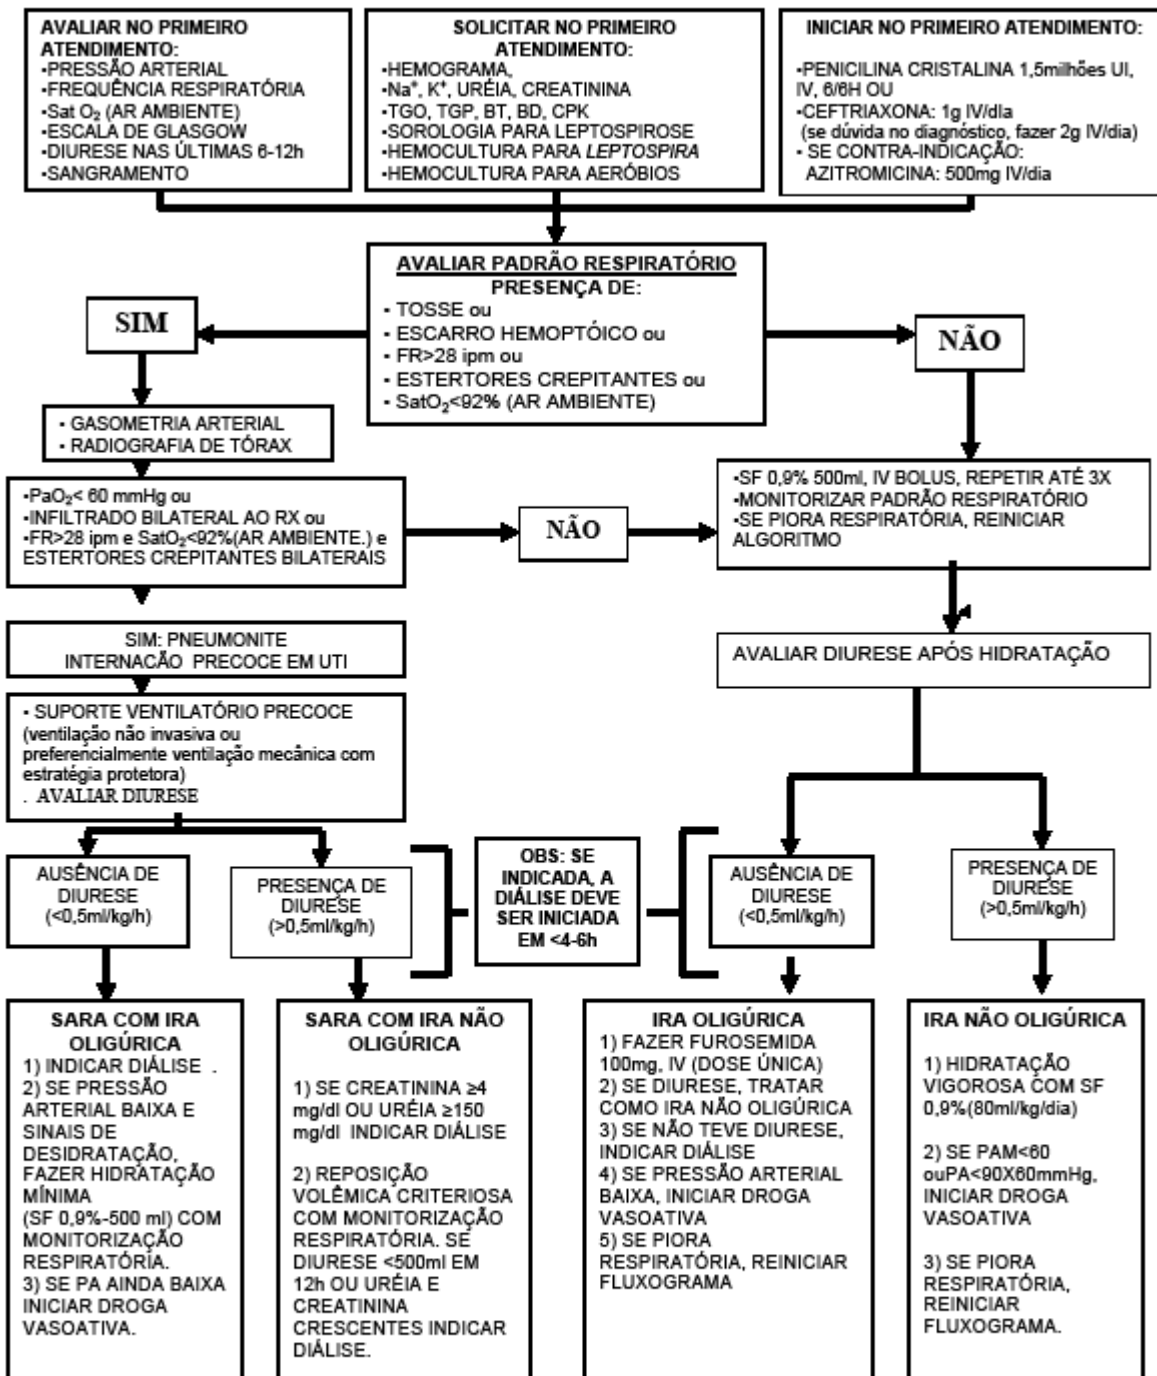 AVALIAR NO PRIMEIRO
ATENDIMENTO:
▪PRESSÃO ARTERIAL
▪FREQUÊNCIA RESPIRATÓRIA
▪Sat O₂ (AR AMBIENTE)
▪ESCALA DE GLASGOW
▪DIURESE NAS ÚLTIMAS 6-12h
▪SANGRAMENTO
SOLICITAR NO PRIMEIRO
ATENDIMENTO:
▪HEMOGRAMA,
▪Na⁺, K⁺, URÉIA, CREATININA
▪TGO, TGP, BT, BD, CPK
▪SOROLOGIA PARA LEPTOSPIROSE
▪HEMOCULTURA PARA LEPTOSPIRA
▪HEMOCULTURA PARA AERÓBIOS
INICIAR NO PRIMEIRO ATENDIMENTO:
▪PENICILINA CRISTALINA 1,5milhões UI,
IV, 6/6H OU
▪CEFTRIAXONA: 1g IV/dIa
(se dúvida no diagnóstico, fazer 2g IV/dia)
▪ SE CONTRA-INDICAÇÃO:
AZITROMICINA: 500mg IV/dia
AVALIAR PADRÃO RESPIRATÓRIO
PRESENÇA DE:
▪ TOSSE ou
▪ ESCARRO HEMOPTÓICO ou
▪ FR>28 ipm ou
▪ ESTERTORES CREPITANTES ou
▪ SatO₂<92% (AR AMBIENTE)
SIM
NÃO
▪ GASOMETRIA ARTERIAL
▪ RADIOGRAFIA DE TÓRAX
▪PaO₂< 60 mmHg ou
▪INFILTRADO BILATERAL AO RX ou
▪FR>28 ipm e SatO₂<92%(AR AMBIENTE.) e
ESTERTORES CREPITANTES BILATERAIS
NÃO
▪SF 0,9% 500ml, IV BOLUS, REPETIR ATÉ 3X
▪MONITORIZAR PADRÃO RESPIRATÓRIO
▪SE PIORA RESPIRATÓRIA, REINICIAR
ALGORITMO
SIM: PNEUMONITE
INTERNACÃO PRECOCE EM UTI
AVALIAR DIURESE APÓS HIDRATAÇÃO
▪ SUPORTE VENTILATÓRIO PRECOCE
(ventilação não invasiva ou
preferencialmente ventilação mecânica com
estratégia protetora)
. AVALIAR DIURESE
AUSÊNCIA DE
DIURESE
(<0,5ml/kg/h)
PRESENÇA DE
DIURESE
(>0,5ml/kg/h)
OBS: SE
INDICADA, A
DIÁLISE DEVE
SER INICIADA
EM <4-6h
AUSÊNCIA DE
DIURESE
(<0,5ml/kg/h)
PRESENÇA DE
DIURESE
(>0,5ml/kg/h)
SARA COM IRA
OLIGÚRICA
1) INDICAR DIÁLISE .
2) SE PRESSÃO
ARTERIAL BAIXA E
SINAIS DE
DESIDRATAÇÃO,
FAZER HIDRATAÇÃO
MÍNIMA
(SF 0,9%-500 ml) COM
MONITORIZAÇÃO
RESPIRATÓRIA.
3) SE PA AINDA BAIXA
INICIAR DROGA
VASOATIVA.
SARA COM IRA NÃO
OLIGÚRICA
1) SE CREATININA ≥4
mg/dl OU URÉIA ≥150
mg/dl INDICAR DIÁLISE
2) REPOSIÇÃO
VOLÊMICA CRITERIOSA
COM MONITORIZAÇÃO
RESPIRATÓRIA. SE
DIURESE <500ml EM
12h OU URÉIA E
CREATININA
CRESCENTES INDICAR
DIÁLISE.
IRA OLIGÚRICA
1) FAZER FUROSEMIDA
100mg, IV (DOSE ÚNICA)
2) SE DIURESE, TRATAR
COMO IRA NÃO OLIGÚRICA
3) SE NÃO TEVE DIURESE,
INDICAR DIÁLISE
4) SE PRESSÃO ARTERIAL
BAIXA, INICIAR DROGA
VASOATIVA
5) SE PIORA
RESPIRATÓRIA, REINICIAR
FLUXOGRAMA
IRA NÃO OLIGÚRICA
1) HIDRATAÇÃO
VIGOROSA COM SF
0,9%(80ml/kg/dia)
2) SE PAM<60
ouPA<90X60mmHg,
INICIAR DROGA
VASOATIVA
3) SE PIORA
RESPIRATÓRIA,
REINICIAR
FLUXOGRAMA.